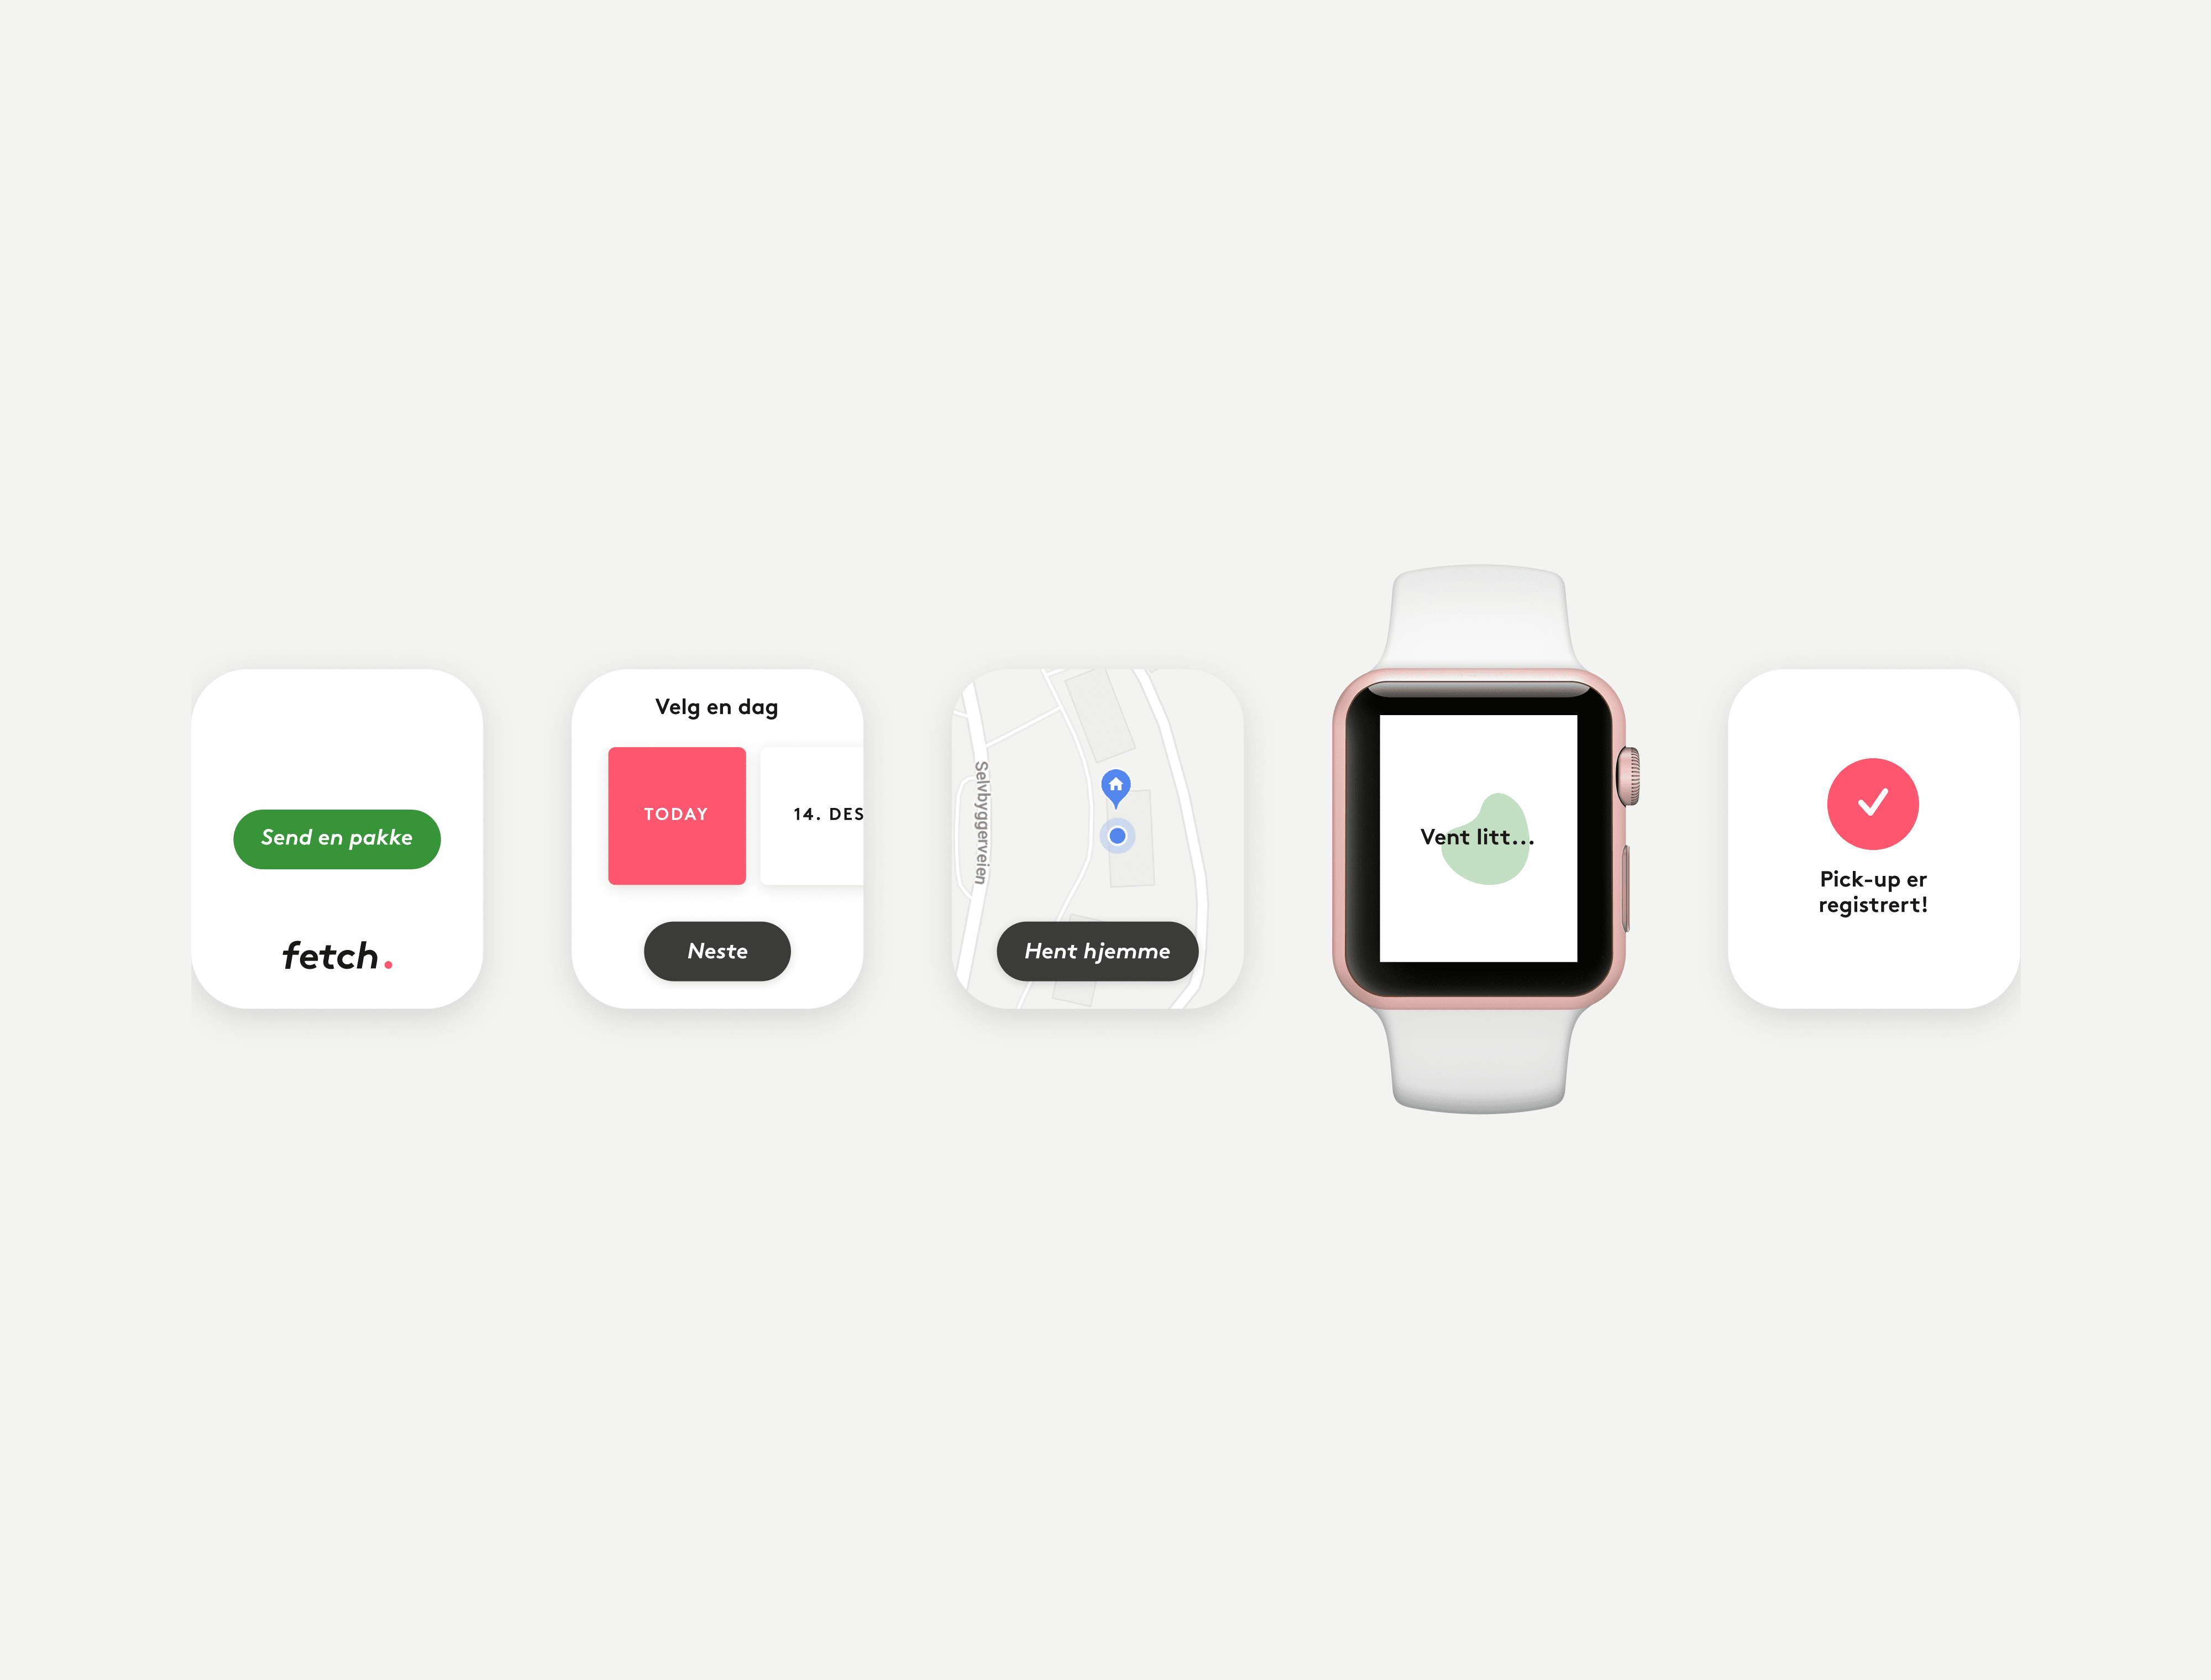 Send en pakke
fetch.
Velg en dag
TODAY
14. DES
Neste
Selvbyggerveien
Hent hjemme
Vent litt...
Pick-up er
registrert!